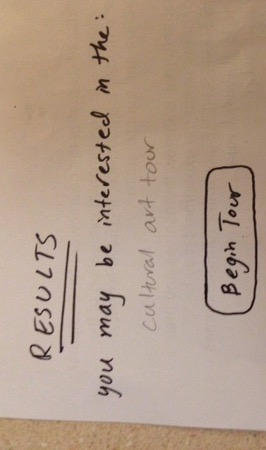 RESULTS
you may be interested in the:
cultural art tour
Begin Tour